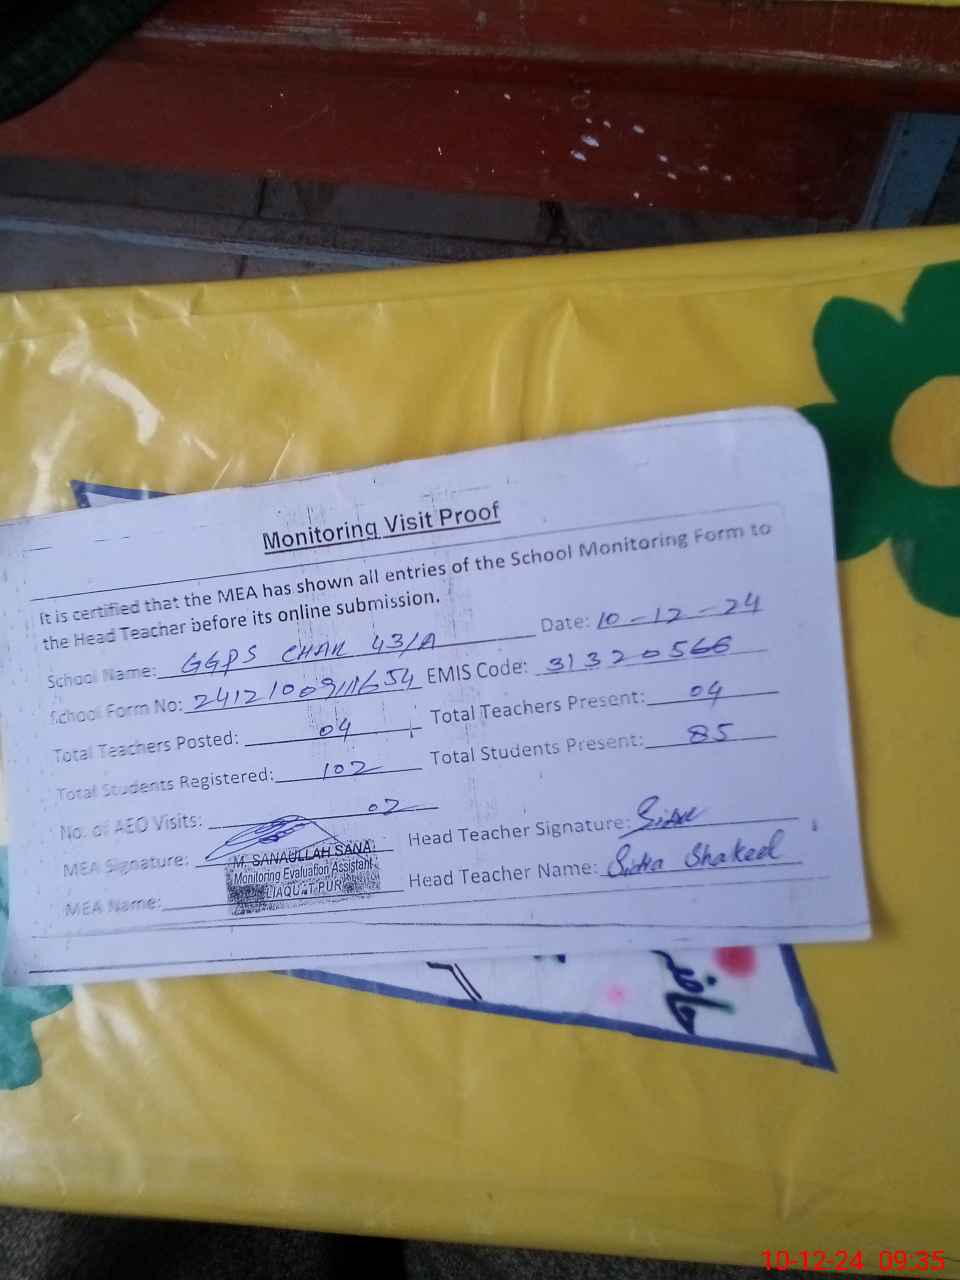 Monitoring Visit Proof
It is certified that the MEA has shown all entries of the School Monitoring Form to
the Head Teacher before its online submission.
School Name: GGPS CHAK 43/A Date: 10-12-24
School Form No: 24121009111654 EMIS Code: 31320566
Total Teachers Posted: 04 Total Teachers Present: 04
Total Students Registered: 102 Total Students Present: 85
No. of AEO Visits: 02
MEA Signature: Head Teacher Signature: Sidra
M. SANAULLAH SANA
Monitoring Evaluation Assistant
LIAQUAT PUR
MEA Name: Head Teacher Name: Sidra Shakeel
10-12-24 09:35